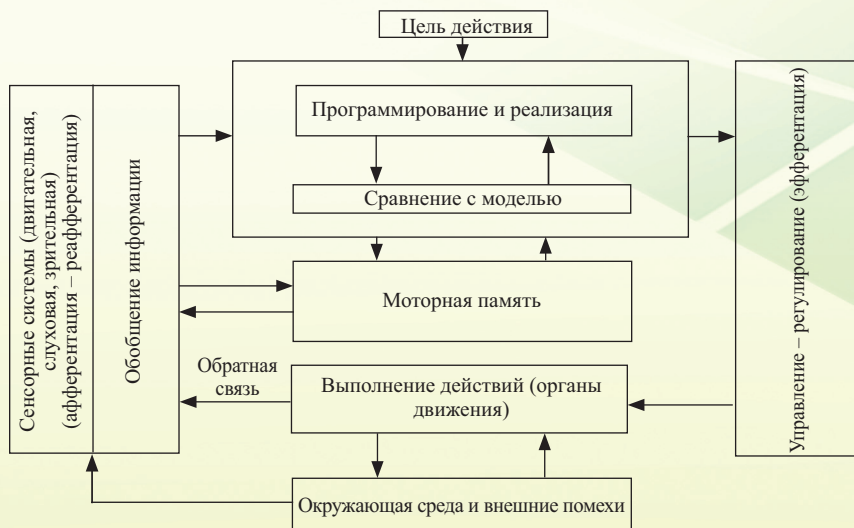 Цель действия
Сенсорные системы (двигательная,
слуховая, зрительная)
(афферентация – реафферентация)
Обобщение информации
Программирование и реализация
Сравнение с моделью
Моторная память
Обратная
связь
Выполнение действий (органы
движения)
Окружающая среда и внешние помехи
Управление – регулирование (эфферентация)